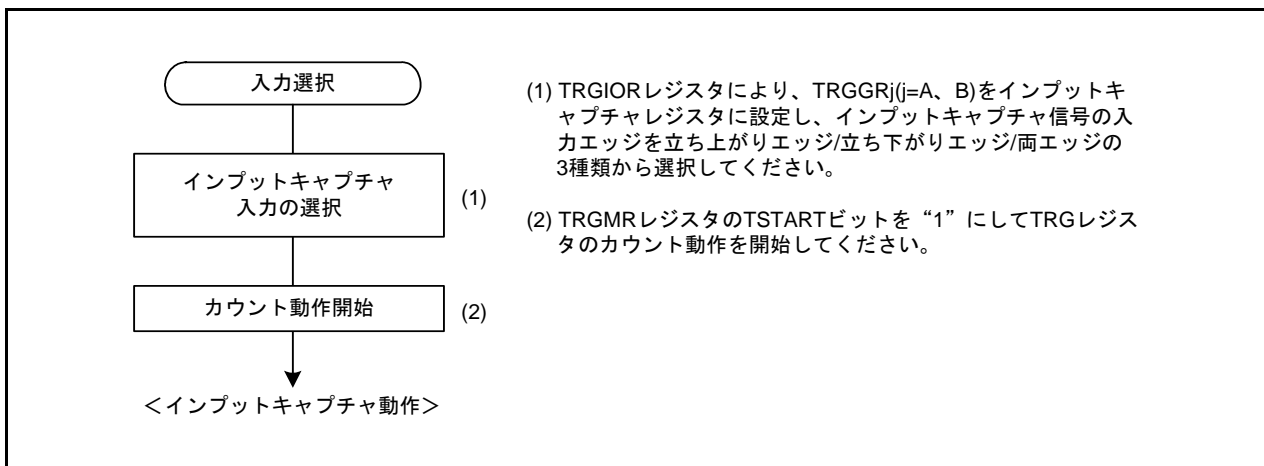 入力選択
インプットキャプチャ
入力の選択
(1)
カウント動作開始
(2)
＜インプットキャプチャ動作＞
(1) TRGIORレジスタにより、TRGGRj(j=A、B)をインプットキ
ャプチャレジスタに設定し、インプットキャプチャ信号の入
力エッジを立ち上がりエッジ/立ち下がりエッジ/両エッジの
3種類から選択してください。
(2) TRGMRレジスタのTSTARTビットを“1”にしてTRGレジス
タのカウント動作を開始してください。